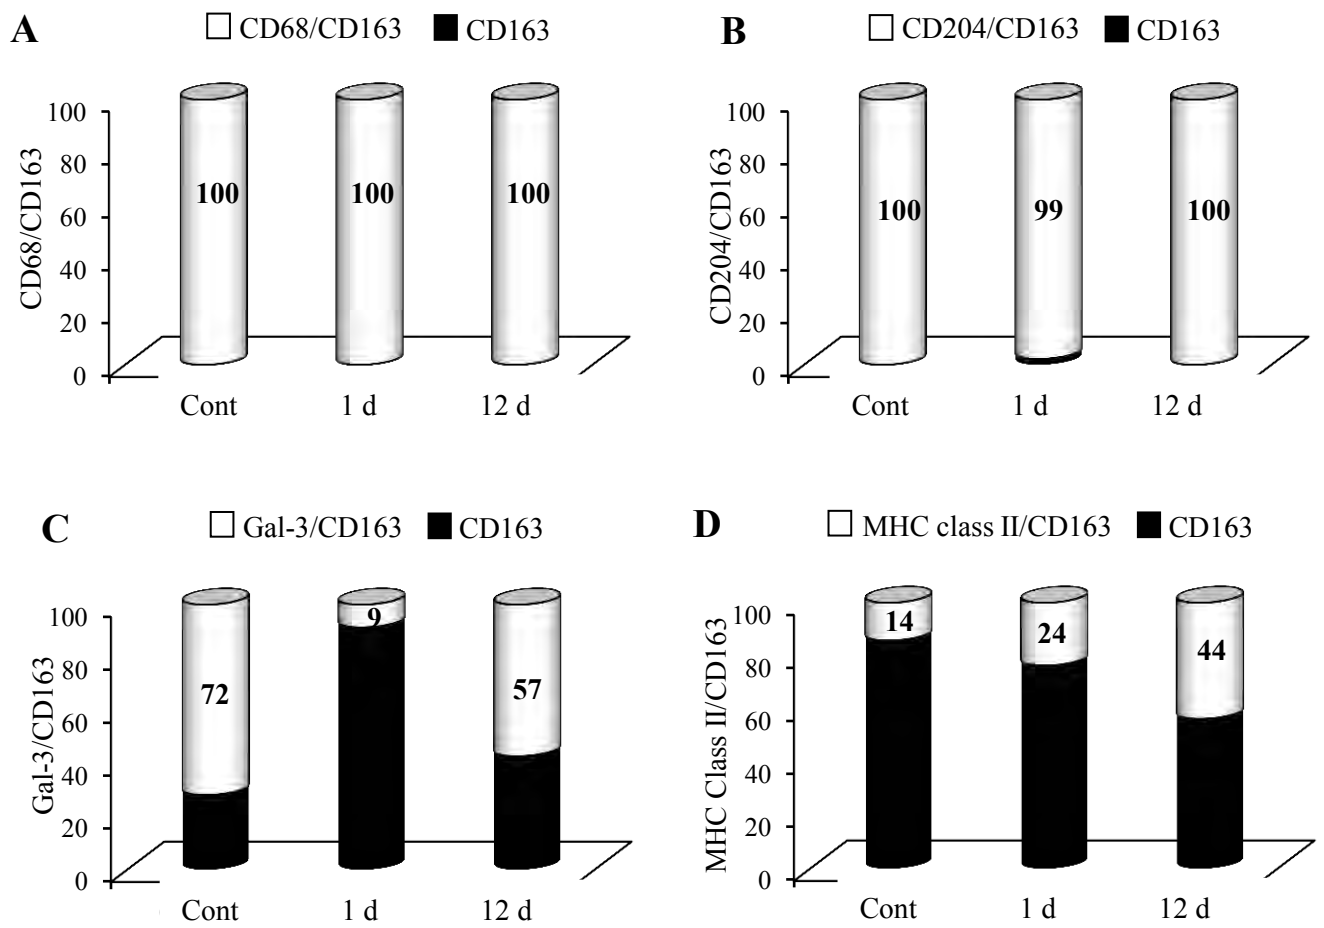 A
CD68/CD163 CD163
CD68/CD163
100
80
60
40
20
0
100 100 100
Cont 1 d 12 d
B
CD204/CD163 CD163
CD204/CD163
100
80
60
40
20
0
100 99 100
Cont 1 d 12 d
C
Gal-3/CD163 CD163
Gal-3/CD163
100
80
60
40
20
0
72 9 57
Cont 1 d 12 d
D
MHC class II/CD163 CD163
MHC Class II/CD163
100
80
60
40
20
0
14 24 44
Cont 1 d 12 d